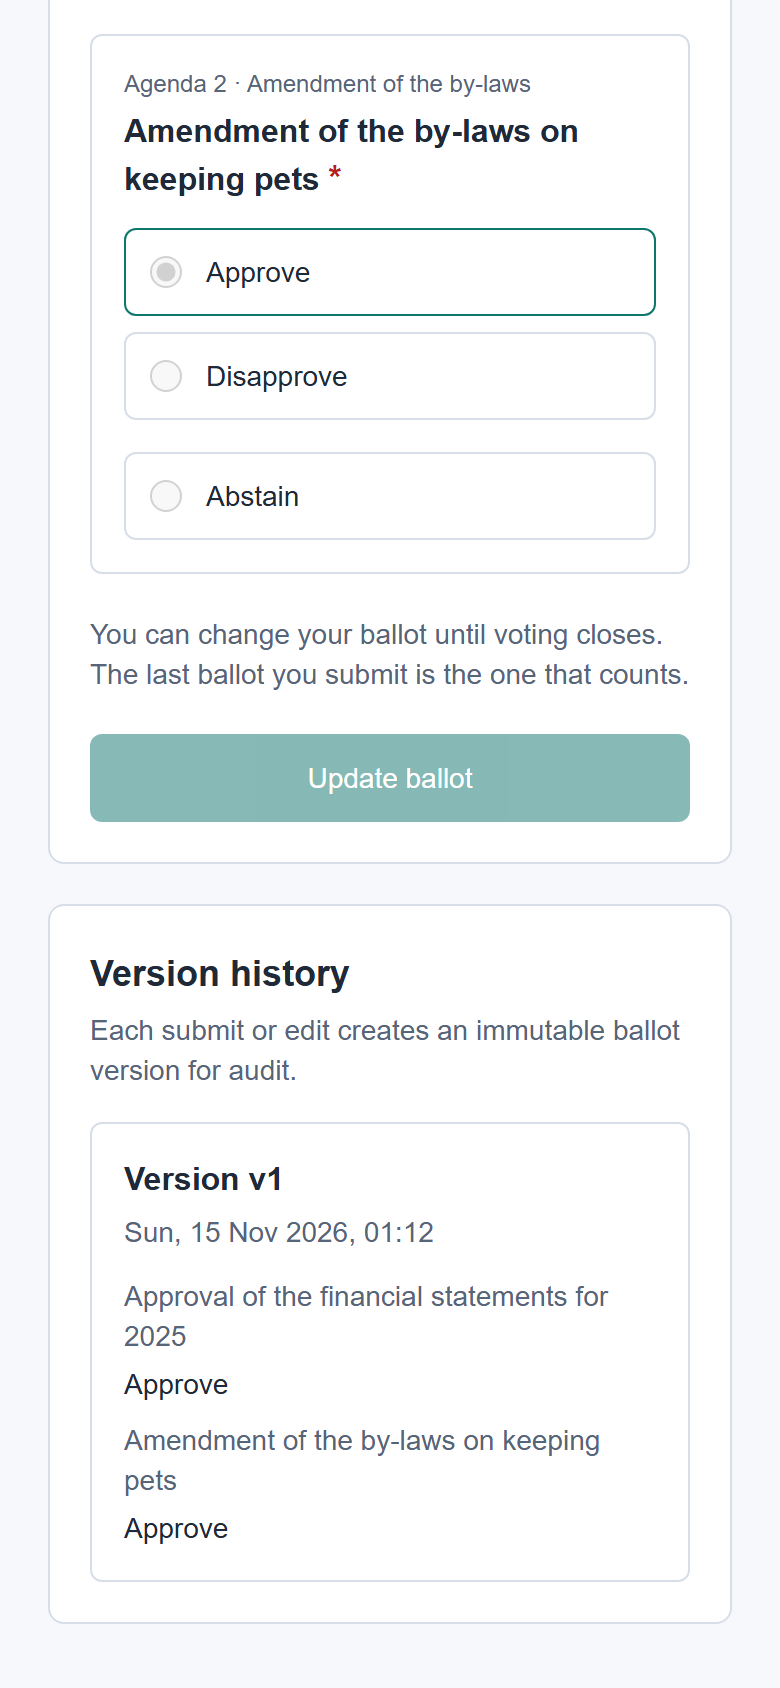 Agenda 2 · Amendment of the by-laws
Amendment of the by-laws on
keeping pets *
Approve
Disapprove
Abstain
You can change your ballot until voting closes.
The last ballot you submit is the one that counts.
Update ballot
Version history
Each submit or edit creates an immutable ballot
version for audit.
Version v1
Sun, 15 Nov 2026, 01:12
Approval of the financial statements for
2025
Approve
Amendment of the by-laws on keeping
pets
Approve